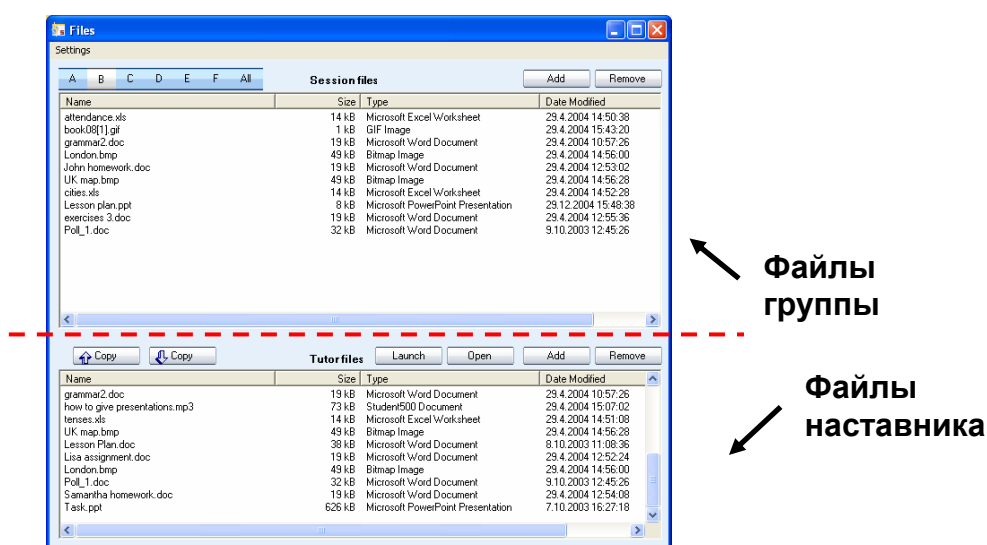 Files
Settings
A B C D E F All Session files Add Remove
Name Size Type Date Modified
attendance.xls 14 kB Microsoft Excel Worksheet 29.4.2004 14:50:38
book08[1].gif 1 kB GIF Image 29.4.2004 15:43:20
grammar2.doc 19 kB Microsoft Word Document 29.4.2004 10:57:26
London.bmp 49 kB Bitmap Image 29.4.2004 14:56:00
John homework.doc 19 kB Microsoft Word Document 29.4.2004 12:53:02
UK map.bmp 49 kB Bitmap Image 29.4.2004 14:56:28
cities.xls 14 kB Microsoft Excel Worksheet 29.4.2004 14:52:28
Lesson plan.ppt 8 kB Microsoft PowerPoint Presentation 29.12.2004 15:48:38
exercises 3.doc 19 kB Microsoft Word Document 29.4.2004 12:55:36
Poll_1.doc 32 kB Microsoft Word Document 9.10.2003 12:45:26
Файлы
группы
Copy Copy Tutor files Launch Open Add Remove
Name Size Type Date Modified
grammar2.doc 19 kB Microsoft Word Document 29.4.2004 10:57:26
how to give presentations.mp3 73 kB Student500 Document 29.4.2004 15:07:02
tenses.xls 14 kB Microsoft Excel Worksheet 29.4.2004 14:51:08
UK map.bmp 49 kB Bitmap Image 29.4.2004 14:56:28
Lesson Plan.doc 38 kB Microsoft Word Document 8.10.2003 11:08:36
Lisa assignment.doc 19 kB Microsoft Word Document 29.4.2004 12:52:24
London.bmp 49 kB Bitmap Image 29.4.2004 14:56:00
Poll_1.doc 32 kB Microsoft Word Document 9.10.2003 12:45:26
Samantha homework.doc 19 kB Microsoft Word Document 29.4.2004 12:54:08
Task.ppt 626 kB Microsoft PowerPoint Presentation 7.10.2003 16:27:18
Файлы
наставника